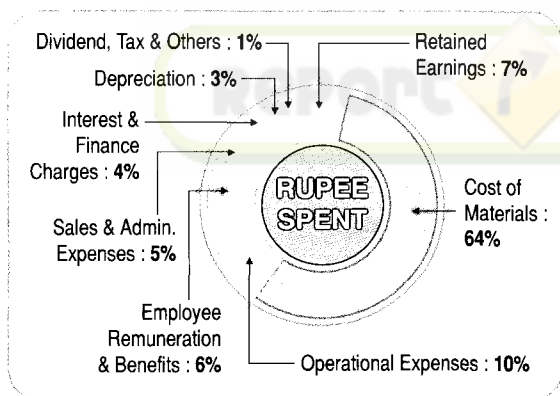 Dividend, Tax & Others : 1%
Retained
Earnings : 7%
Depreciation : 3%
Interest &
Finance
Charges : 4%
Sales & Admin.
Expenses : 5%
Employee
Remuneration
& Benefits : 6%
Operational Expenses : 10%
Cost of
Materials :
64%
RUPEE
SPENT
RePORT